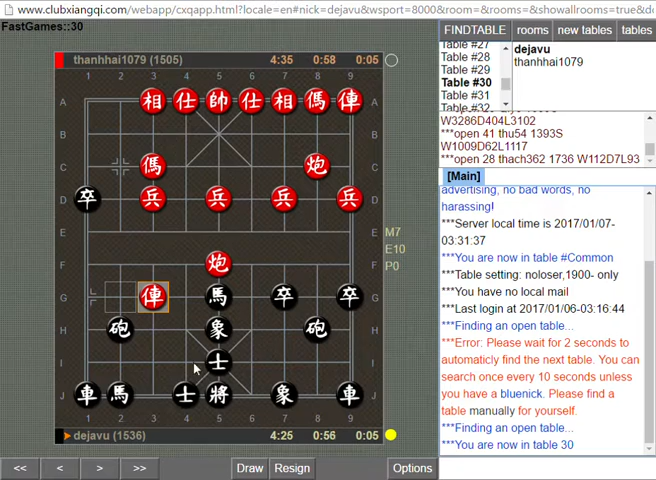 www.clubxiangqi.com/webapp/cxqapp.html?locale=en#nick=dejavu&wsport=8000&room=&rooms=&showallrooms=true&d
FastGames::30
FINDTABLE rooms new tables tables
thanhhai1079 (1505) 4:35 0:58 0:05
1 2 3 4 5 6 7 8 9
A 相 仕 帥 仕 相 傌 俥 A
B B
C 傌 炮 C
D 卒 兵 兵 兵 兵 D
E E
F 炮 F
G 俥 馬 卒 卒 G
H 砲 象 砲 H
I 士 I
J 車 馬 士 將 象 車 J
1 2 3 4 5 6 7 8 9
dejavu (1536) 4:25 0:56 0:05
M7
E10
P0
<< < > >> Draw Resign Options
Table #27
Table #28
Table #29
Table #30
Table #31
Table #32
dejavu
thanhhai1079
W3286D404L3102
***open 41 thu54 1393S
W1009D62L1117
***open 28 thach362 1736 W112D7L93
[Main]
advertising, no bad words, no
harassing!
***Server local time is 2017/01/07-
03:31:37
***You are now in table #Common
***Table setting: noloser,1900- only
***You have no local mail
***Last login at 2017/01/06-03:16:44
***Finding an open table...
***Error: Please wait for 2 seconds to
automaticly find the next table. You can
search once every 10 seconds unless
you have a bluenick. Please find a
table manually for yourself.
***Finding an open table...
***You are now in table 30